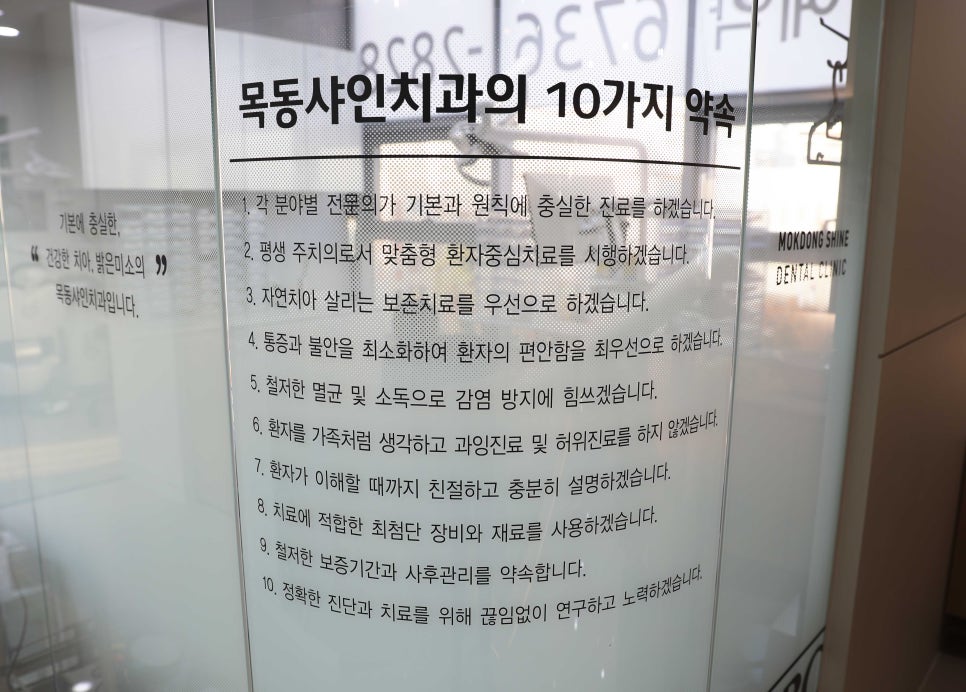 예약
6736-2828
목동샤인치과의 10가지 약속
1. 각 분야별 전문의가 기본과 원칙에 충실한 진료를 하겠습니다.
2. 평생 주치의로서 맞춤형 환자중심치료를 시행하겠습니다.
3. 자연치아 살리는 보존치료를 우선으로 하겠습니다.
4. 통증과 불안을 최소화하여 환자의 편안함을 최우선으로 하겠습니다.
5. 철저한 멸균 및 소독으로 감염 방지에 힘쓰겠습니다.
6. 환자를 가족처럼 생각하고 과잉진료 및 허위진료를 하지 않겠습니다.
7. 환자가 이해할 때까지 친절하고 충분히 설명하겠습니다.
8. 치료에 적합한 최첨단 장비와 재료를 사용하겠습니다.
9. 철저한 보증기간과 사후관리를 약속합니다.
10. 정확한 진단과 치료를 위해 끊임없이 연구하고 노력하겠습니다.
기본에 충실한,
“ 건강한 치아, 밝은미소의 ”
목동샤인치과입니다.
MOKDONG SHINE
DENTAL CLINIC